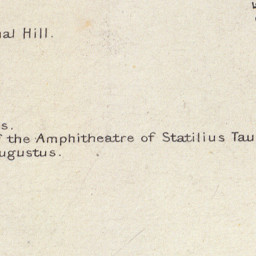 nal Hill.
s.
f the Amphitheatre of Statilius Tau
ugustus.